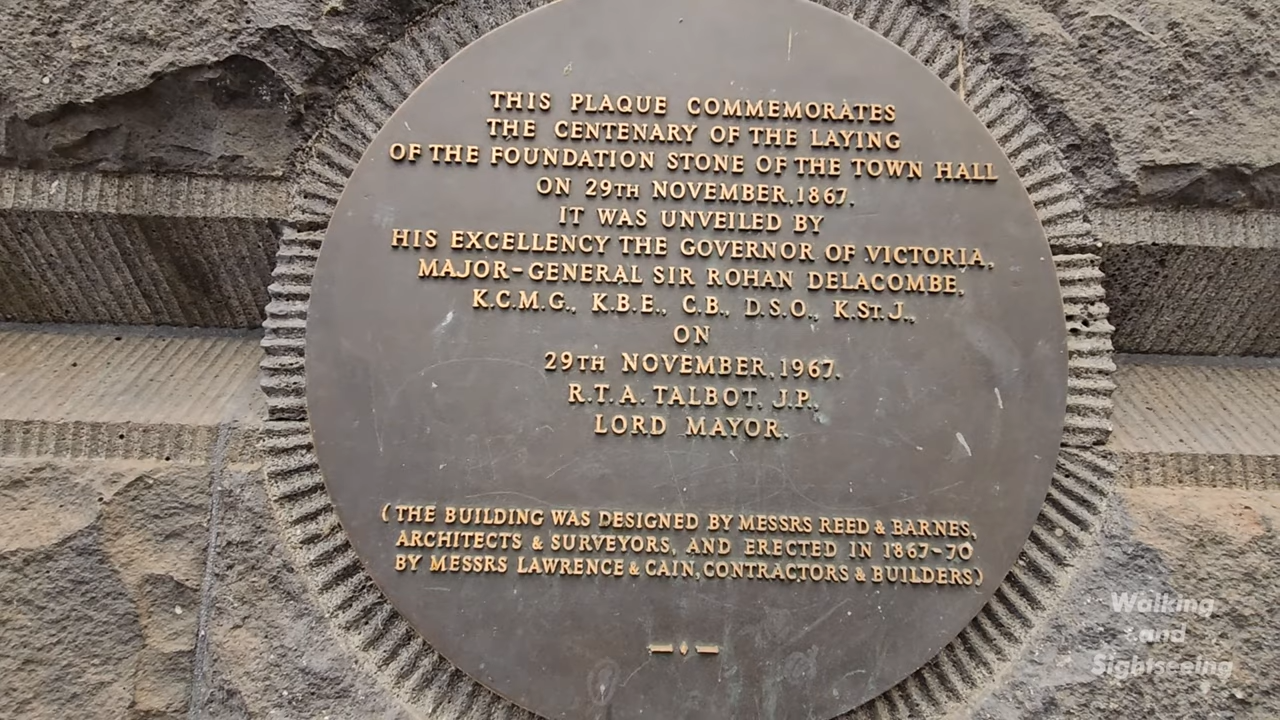 THIS PLAQUE COMMEMORATES
THE CENTENARY OF THE LAYING
OF THE FOUNDATION STONE OF THE TOWN HALL
ON 29TH NOVEMBER, 1867.
IT WAS UNVEILED BY
HIS EXCELLENCY THE GOVERNOR OF VICTORIA,
MAJOR-GENERAL SIR ROHAN DELACOMBE,
K.C.M.G., K.B.E., C.B., D.S.O., K.ST.J.,
ON
29TH NOVEMBER, 1967.
R.T.A. TALBOT, J.P.,
LORD MAYOR.
(THE BUILDING WAS DESIGNED BY MESSRS REED & BARNES,
ARCHITECTS & SURVEYORS, AND ERECTED IN 1867-70
BY MESSRS LAWRENCE & CAIN, CONTRACTORS & BUILDERS)
Walking
and
Sightseeing